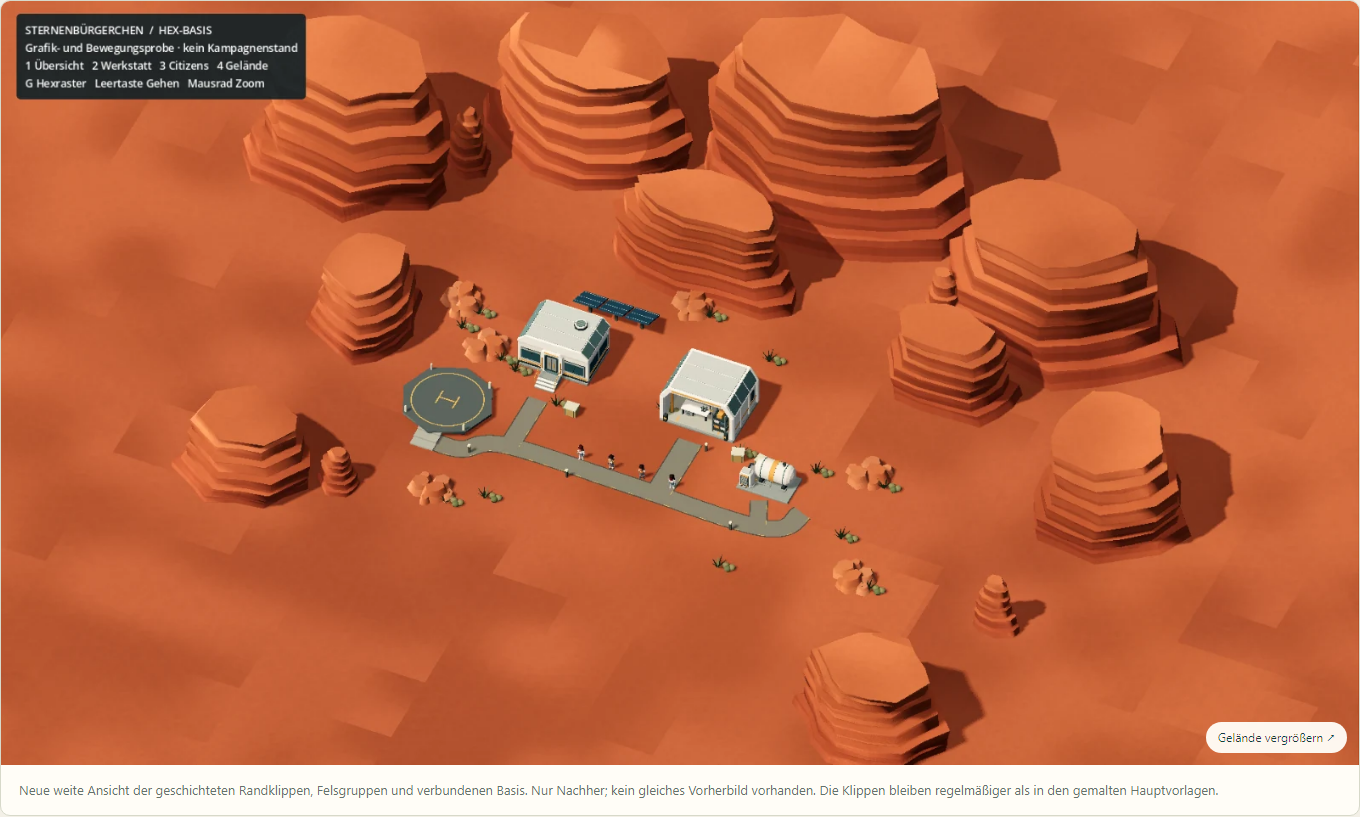 STERNENBÜRGERCHEN / HEX-BASIS
Grafik- und Bewegungsprobe · kein Kampagnenstand
1 Übersicht 2 Werkstatt 3 Citizens 4 Gelände
G Hexraster Leertaste Gehen Mausrad Zoom
H
Gelände vergrößern ↗
Neue weite Ansicht der geschichteten Randklippen, Felsgruppen und verbundenen Basis. Nur Nachher; kein gleiches Vorherbild vorhanden. Die Klippen bleiben regelmäßiger als in den gemalten Hauptvorlagen.